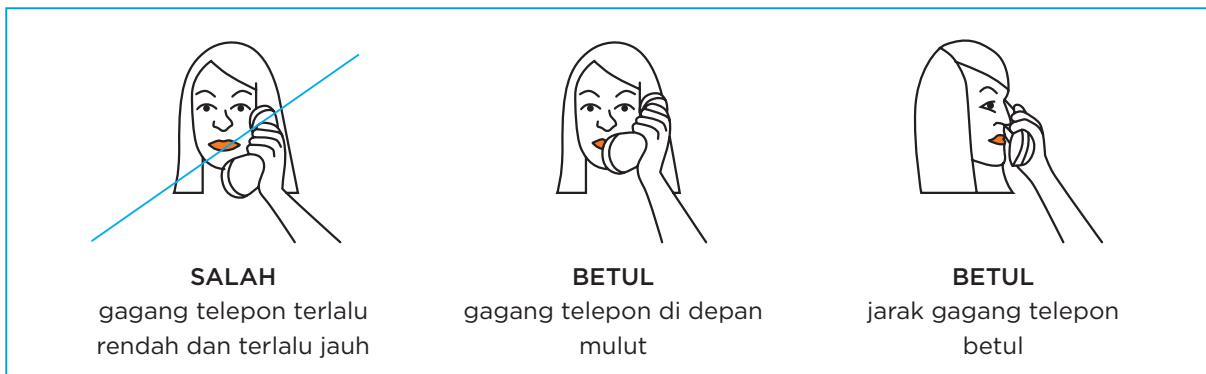 SALAH
gagang telepon terlalu
rendah dan terlalu jauh
BETUL
gagang telepon di depan
mulut
BETUL
jarak gagang telepon
betul